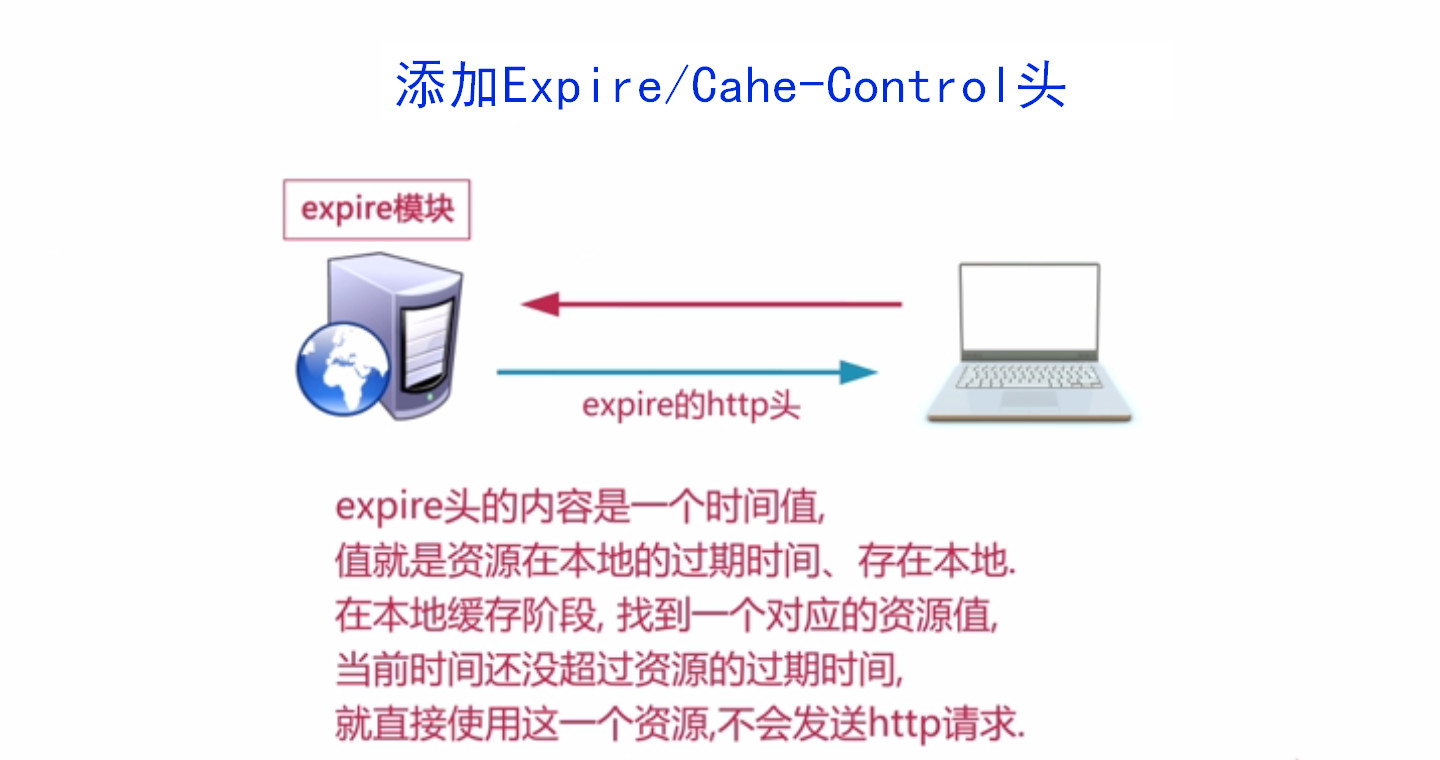 添加Expire/Cahe-Control头
expire模块
expire的http头
expire头的内容是一个时间值,
值就是资源在本地的过期时间、存在本地.
在本地缓存阶段, 找到一个对应的资源值,
当前时间还没超过资源的过期时间,
就直接使用这一个资源,不会发送http请求.